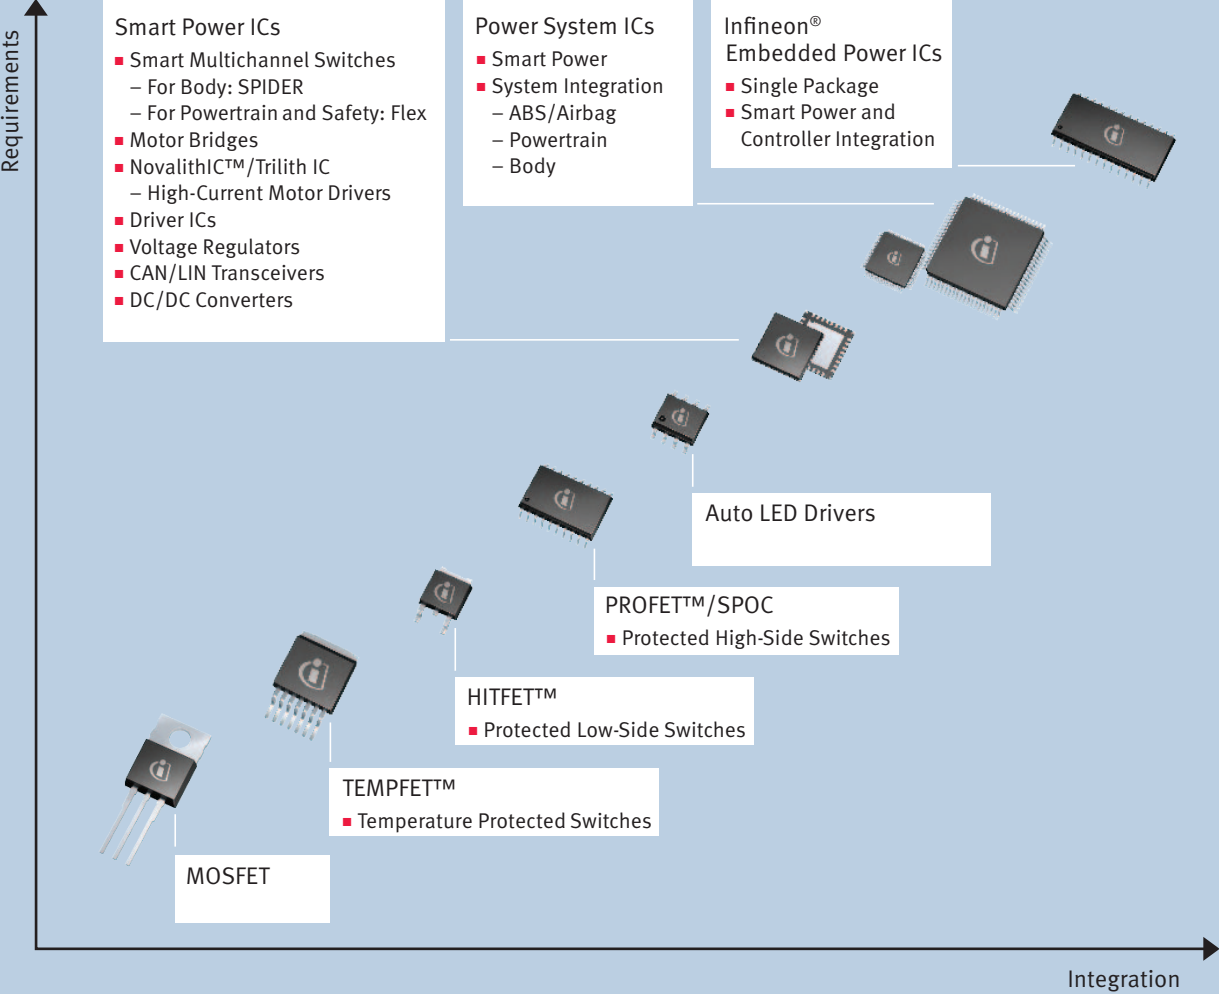 Requirements
Smart Power ICs
▪ Smart Multichannel Switches
– For Body: SPIDER
– For Powertrain and Safety: Flex
▪ Motor Bridges
▪ NovalithIC™/Trilith IC
– High-Current Motor Drivers
▪ Driver ICs
▪ Voltage Regulators
▪ CAN/LIN Transceivers
▪ DC/DC Converters
Power System ICs
▪ Smart Power
▪ System Integration
– ABS/Airbag
– Powertrain
– Body
Infineon®
Embedded Power ICs
▪ Single Package
▪ Smart Power and
Controller Integration
Auto LED Drivers
PROFET™/SPOC
▪ Protected High-Side Switches
HITFET™
▪ Protected Low-Side Switches
TEMPFET™
▪ Temperature Protected Switches
MOSFET
Integration